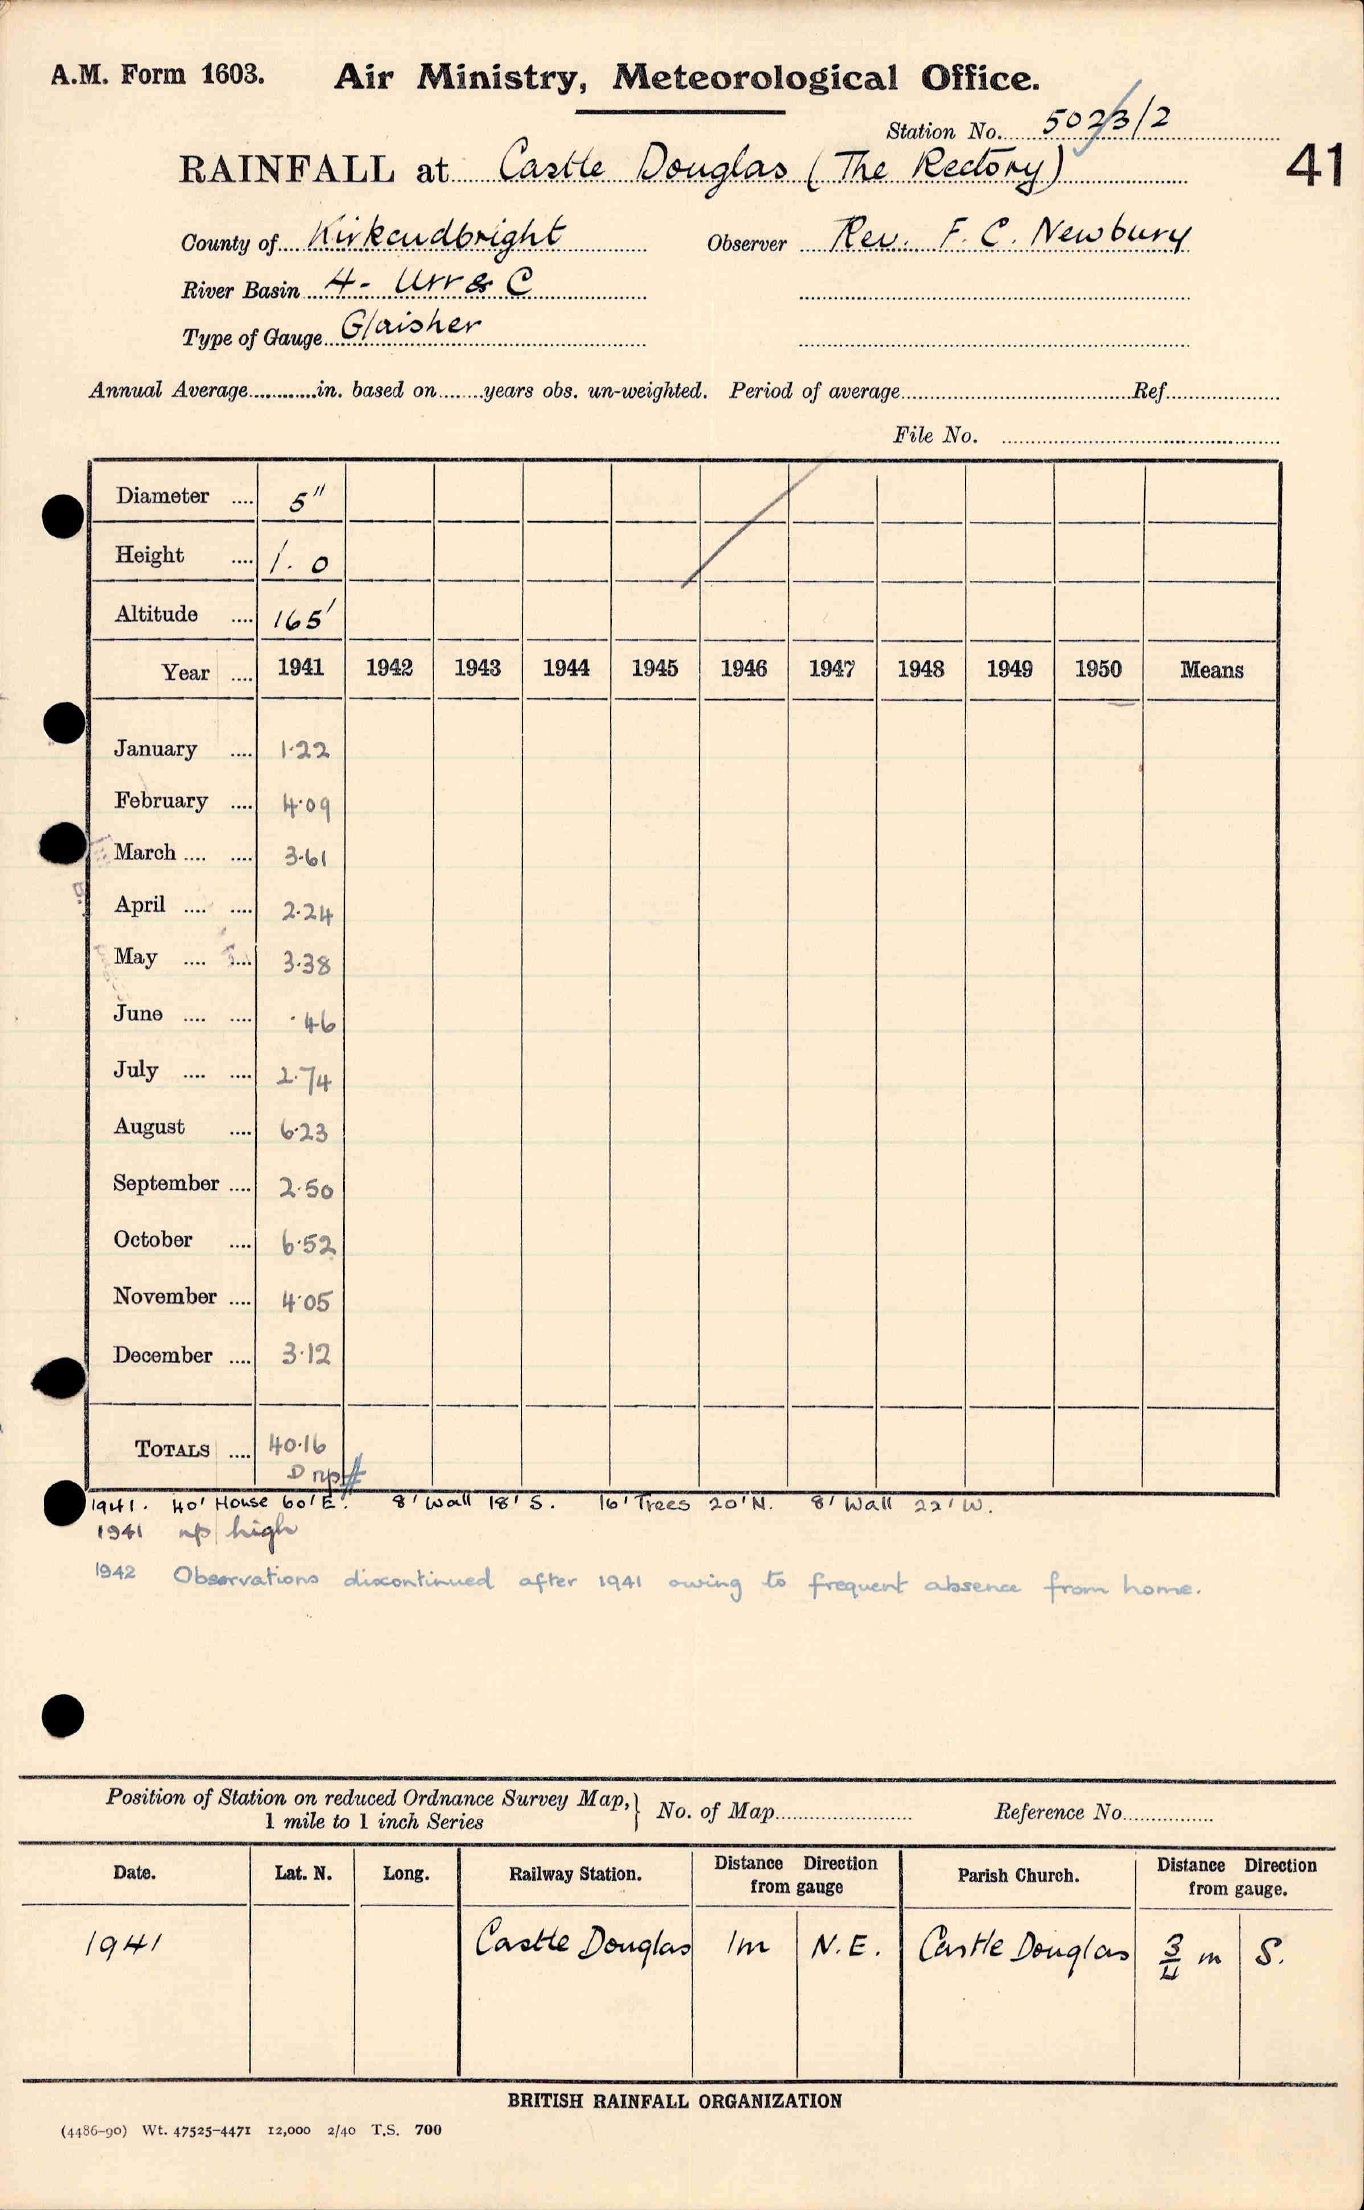 A.M. Form 1603. Air Ministry, Meteorological Office.
Station No. 5023/2
RAINFALL at Castle Douglas (The Rectory) 41
County of Kirkcudbright Observer Rev. F. C. Newbury
River Basin 4- Urr & C
Type of Gauge Glaisher
Annual Average............in. based on........years obs. un-weighted. Period of average..............Ref..............
File No. ..............
Diameter .... 5"
Height .... 1. 0
Altitude .... 165'
Year .... 1941 1942 1943 1944 1945 1946 1947 1948 1949 1950 Means
January .... 1.22
February .... 4.09
March .... .... 3.61
April .... .... 2.24
May .... .... 3.38
June .... .... .46
July .... .... 2.74
August .... 6.23
September .... 2.50
October .... 6.52
November .... 4.05
December .... 3.12
TOTALS .... 40.16
D np #
1941. 40' House 60' E. 8' Wall 18' S. 16' Trees 20' N. 8' Wall 22' W.
1941 np high
1942 Observations discontinued after 1941 owing to frequent absence from home.
Position of Station on reduced Ordnance Survey Map, } No. of Map.............. Reference No..............
1 mile to 1 inch Series
Date. Lat. N. Long. Railway Station. Distance Direction from gauge Parish Church. Distance Direction from gauge.
1941 Castle Douglas 1m N.E. Castle Douglas 3/4 m S.
BRITISH RAINFALL ORGANIZATION
(4486-90) Wt. 47525-4471 12,000 2/40 T.S. 700